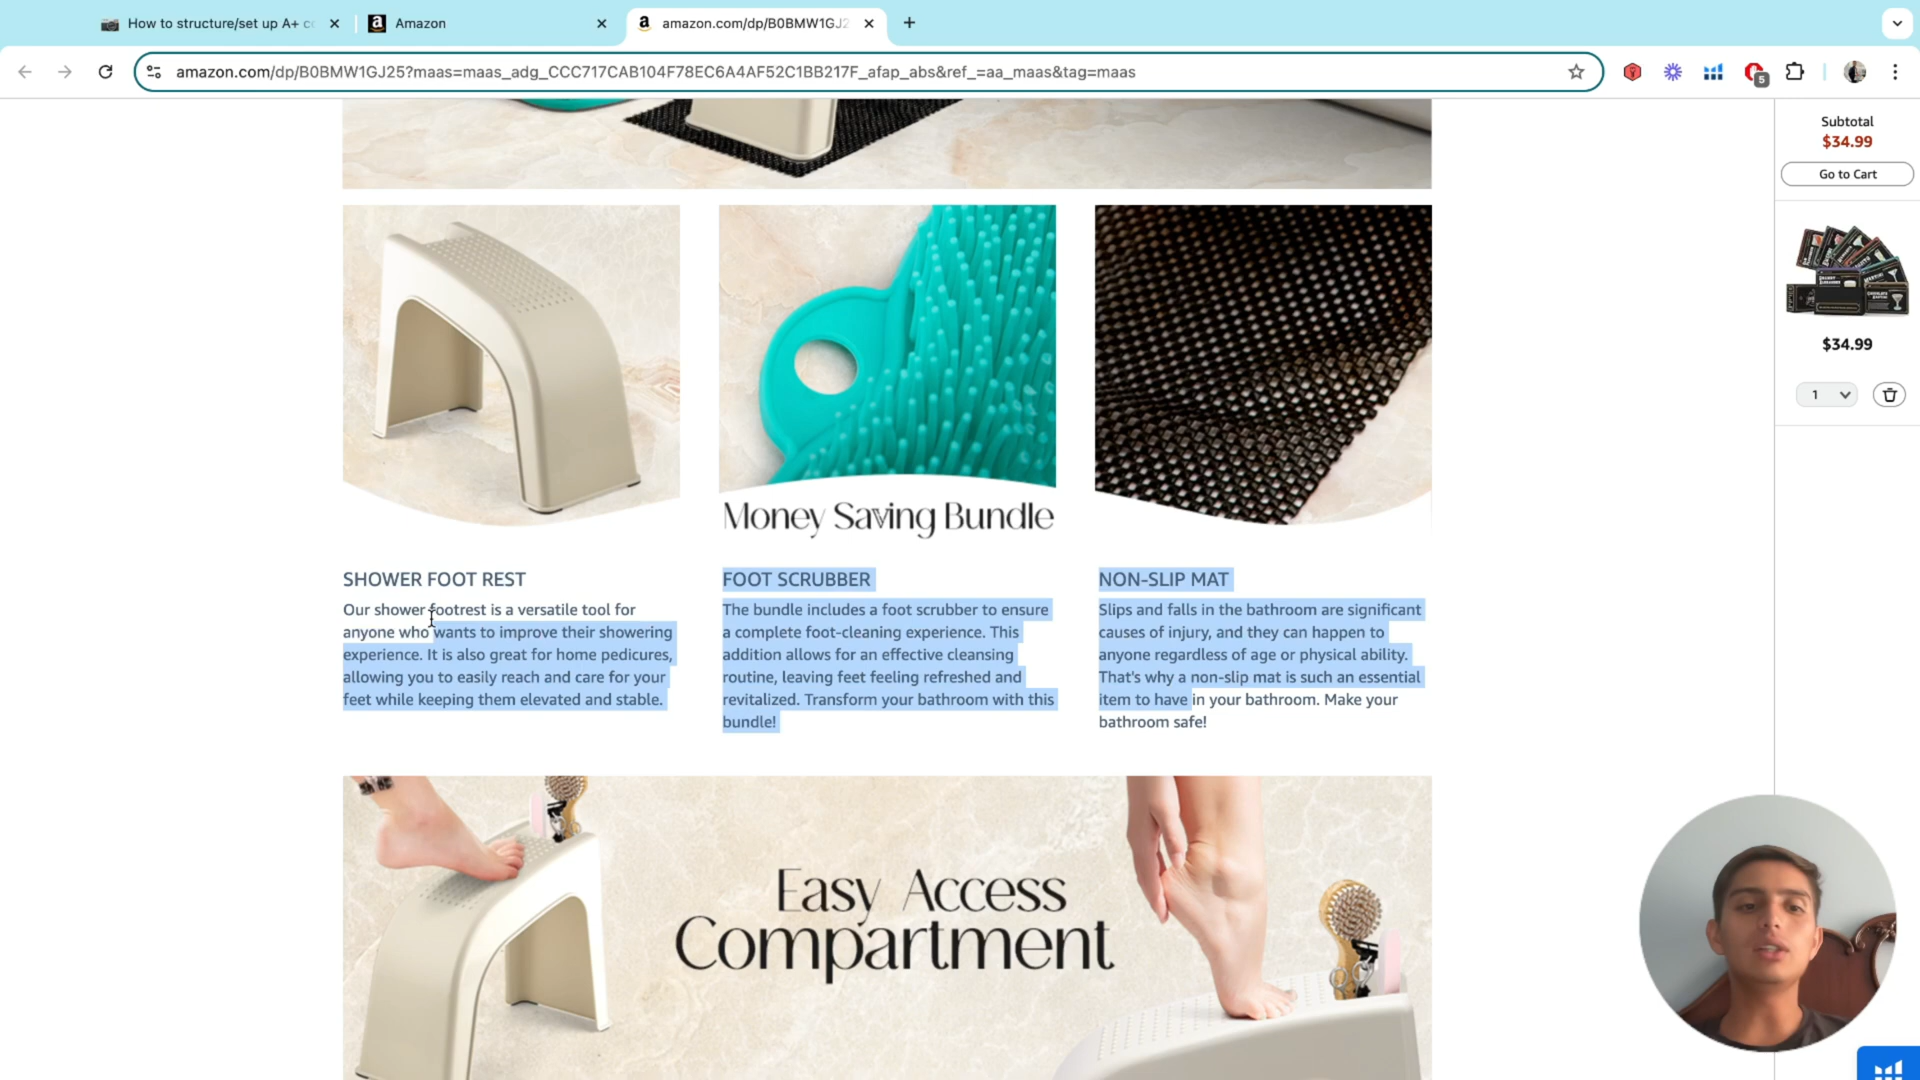 How to structure/set up A+ co
Amazon
amazon.com/dp/B0BMW1GJ2
amazon.com/dp/B0BMW1GJ25?maas=maas_adg_CCC717CAB104F78EC6A4AF52C1BB217F_afap_abs&ref_=aa_maas&tag=maas
5
Subtotal
$34.99
Go to Cart
$34.99
1
Money Saving Bundle
SHOWER FOOT REST
Our shower footrest is a versatile tool for
anyone who wants to improve their showering
experience. It is also great for home pedicures,
allowing you to easily reach and care for your
feet while keeping them elevated and stable.
FOOT SCRUBBER
The bundle includes a foot scrubber to ensure
a complete foot-cleaning experience. This
addition allows for an effective cleansing
routine, leaving feet feeling refreshed and
revitalized. Transform your bathroom with this
bundle!
NON-SLIP MAT
Slips and falls in the bathroom are significant
causes of injury, and they can happen to
anyone regardless of age or physical ability.
That's why a non-slip mat is such an essential
item to have in your bathroom. Make your
bathroom safe!
Easy Access
Compartment